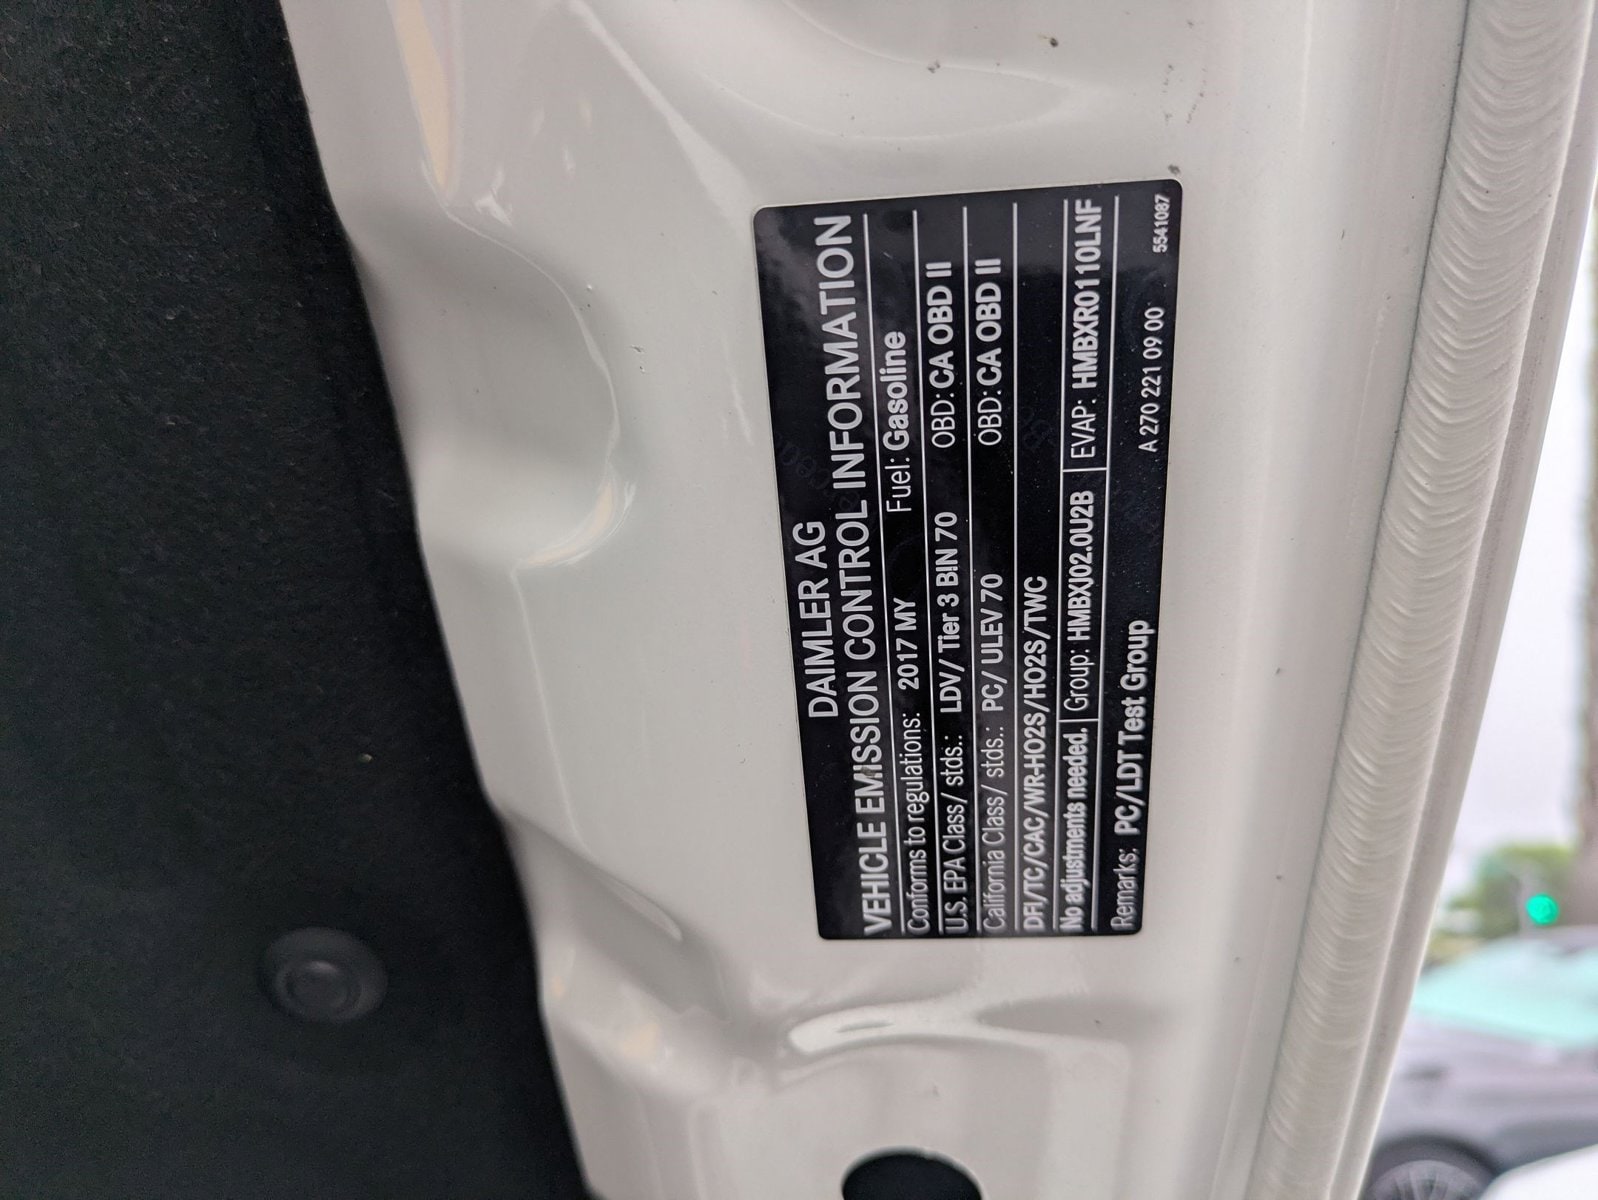 DAIMLER AG
VEHICLE EMISSION CONTROL INFORMATION
Conforms to regulations: 2017 MY Fuel: Gasoline
U.S. EPA Class/ stds.: LDV/ Tier 3 BIN 70 OBD: CA OBD II
California Class/ stds.: PC/ ULEV 70 OBD: CA OBD II
DFI/TC/CAC/WR-HO2S/HO2S/TWC
No adjustments needed. Group: HMBXJ02.0U2B EVAP: HMBXR0110LNF
Remarks: PC/LDT Test Group
A 270 221 09 00
5541087